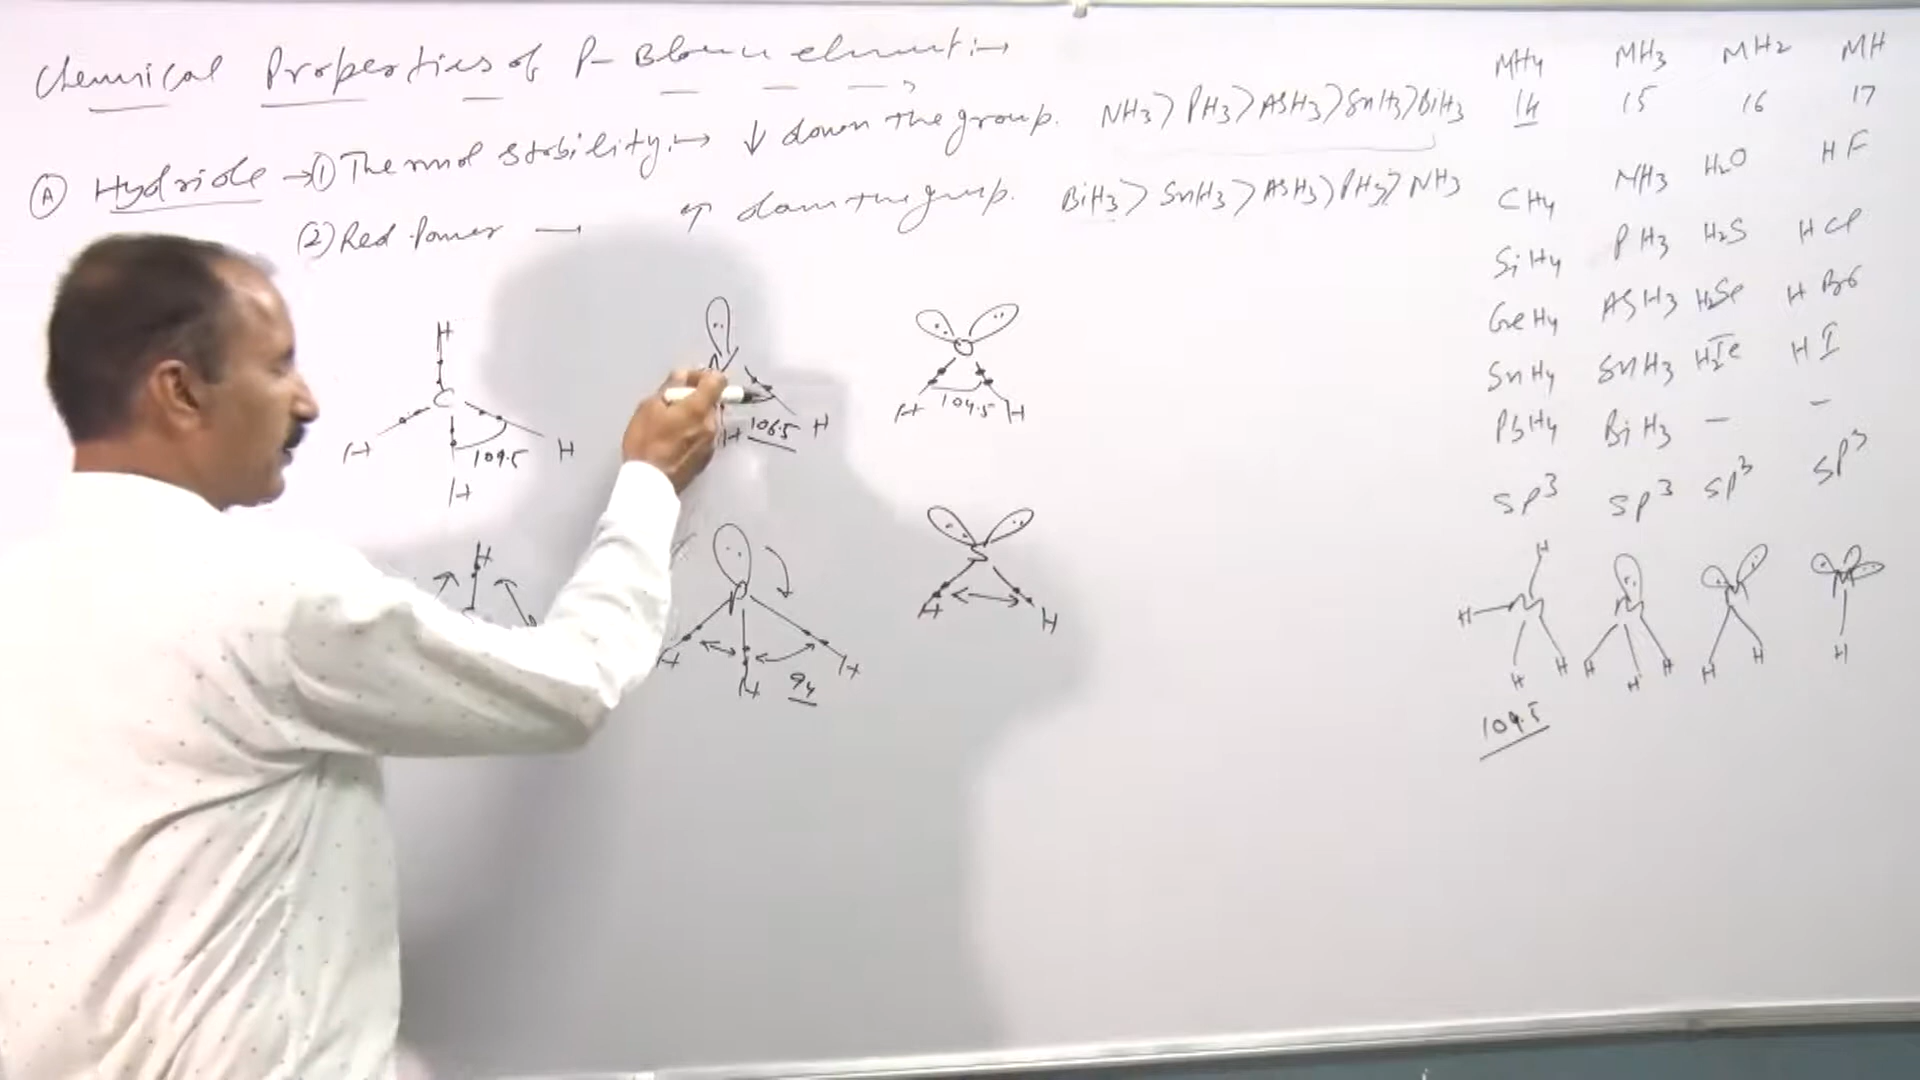 Chemical Properties of P-Block element :→
(A) Hydride → (1) Thermal Stability :→ ↓ down the group. NH3 > PH3 > ASH3 > SnH3 > BiH3
(2) Red. Power → ↑ down the group. BiH3 > SnH3 > ASH3 > PH3 > NH3
MH4 MH3 MH2 MH
14 15 16 17
CH4 NH3 H2O HF
SiH4 PH3 H2S HCl
GeH4 ASH3 H2Se HBr
SnH4 SnH3 H2Te HI
PbH4 BiH3 - -
SP3 SP3 SP3 SP3
H
C
H H
109.5
H
N
H 106.5 H
O
H 104.5 H
H
P
H H H
94
S
H H
H
M M M M
H
H H H H H H H H
109.5